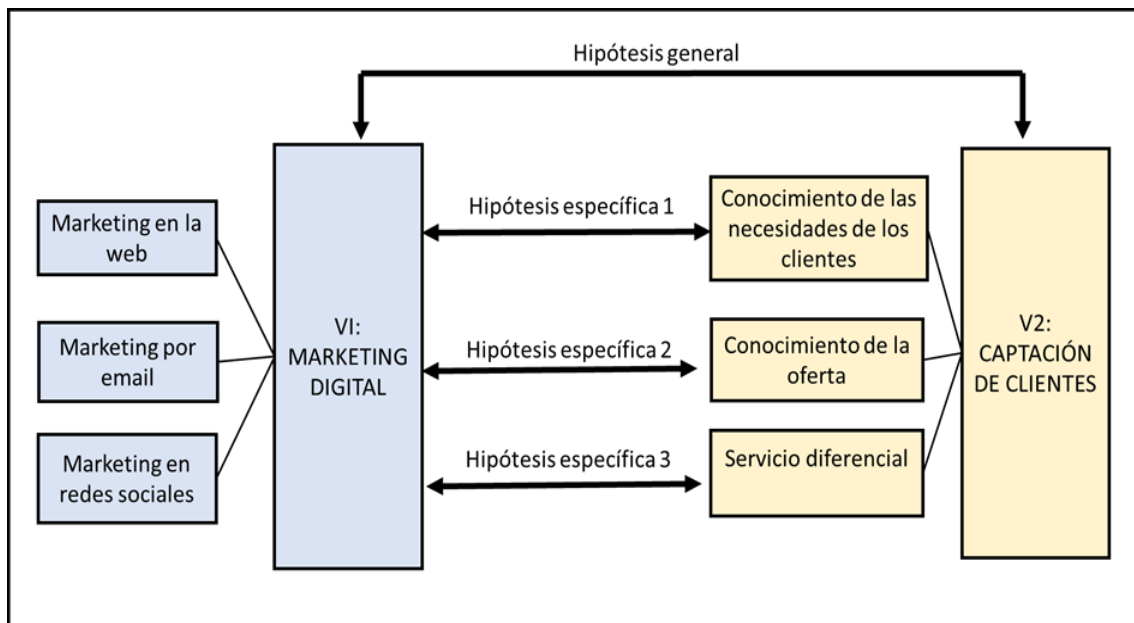 Hipótesis general
Marketing en la
web
Marketing por
email
Marketing en
redes sociales
VI:
MARKETING
DIGITAL
Hipótesis específica 1
Hipótesis específica 2
Hipótesis específica 3
Conocimiento de las
necesidades de los
clientes
Conocimiento de la
oferta
Servicio diferencial
V2:
CAPTACIÓN
DE CLIENTES